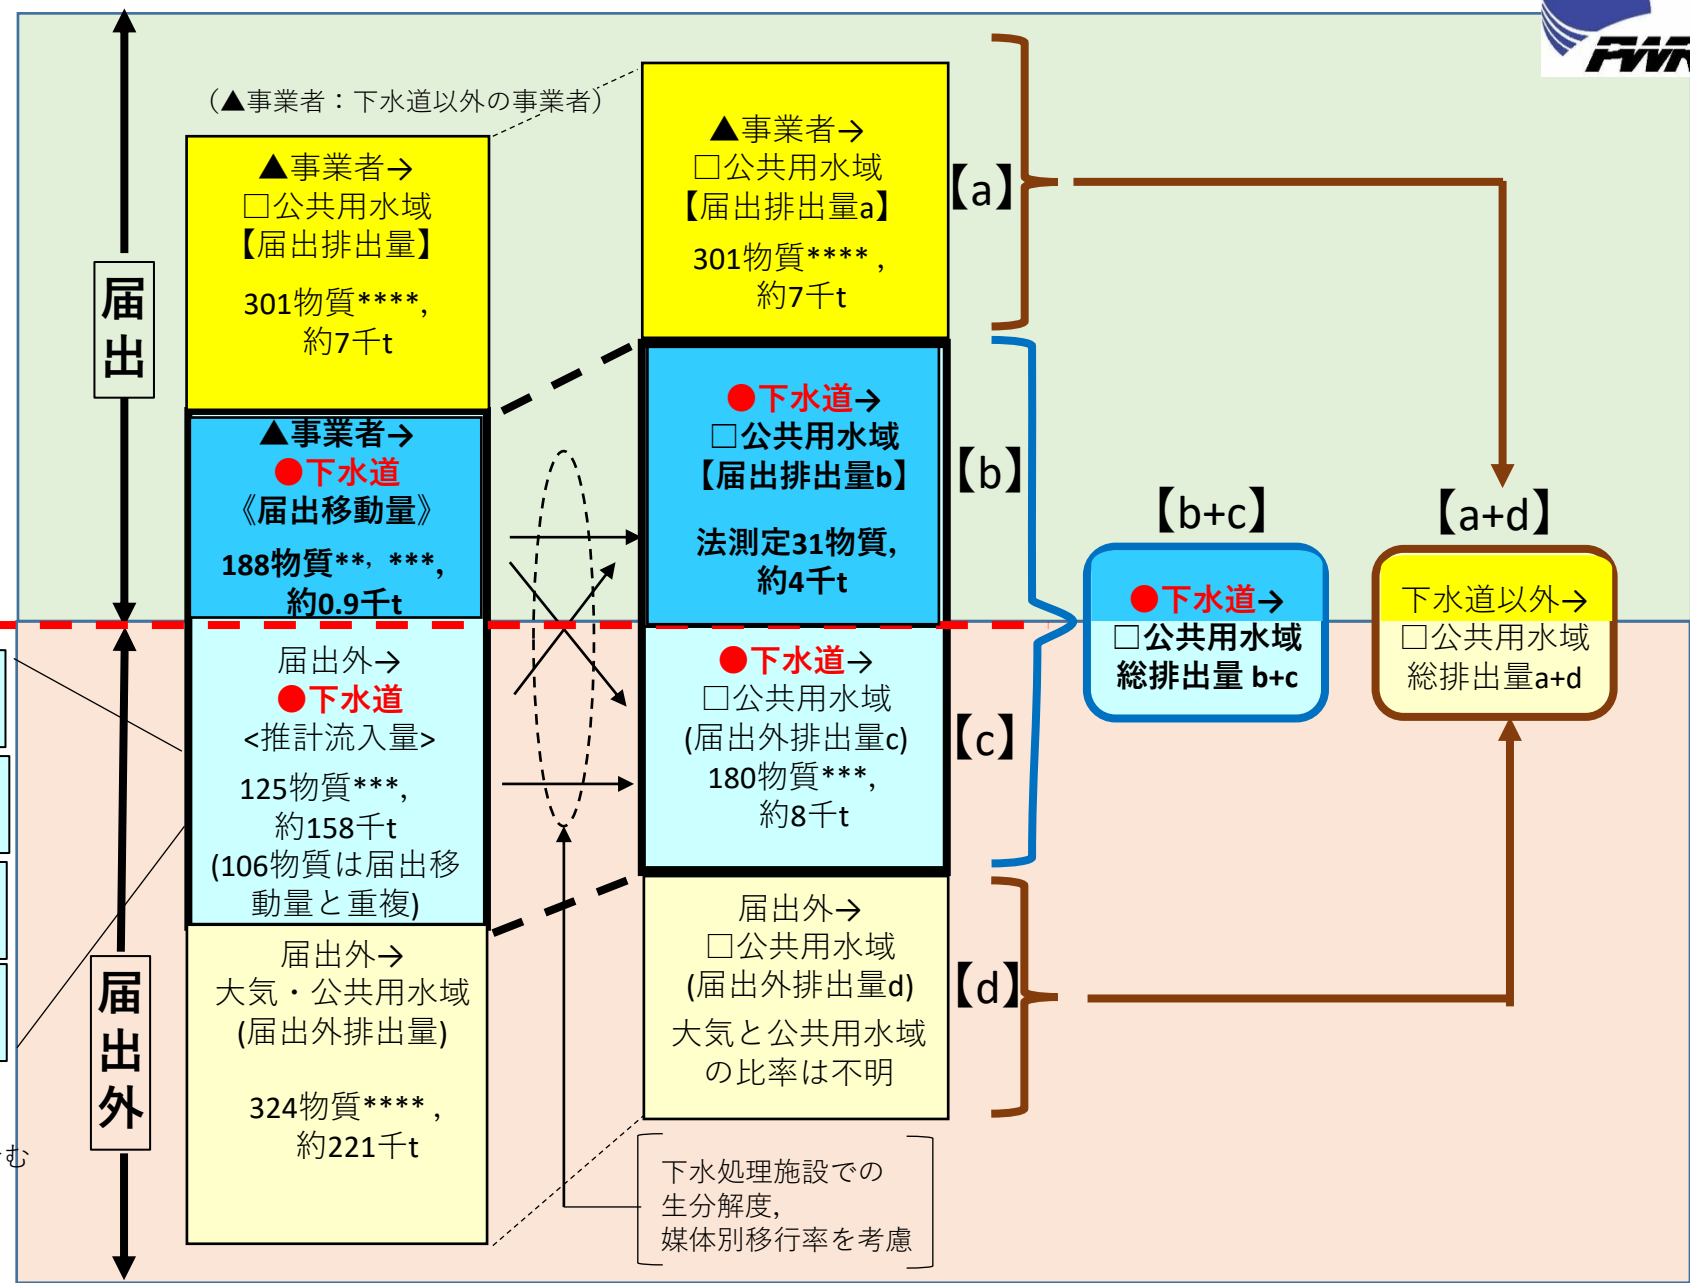 PWR
(▲事業者：下水道以外の事業者)
届出
▲事業者→
□公共用水域
【届出排出量】
301物質****,
約7千t
▲事業者→
●下水道
《届出移動量》
188物質**, ***,
約0.9千t
届出外→
●下水道
<推計流入量>
125物質***,
約158千t
(106物質は届出移
動量と重複)
届出外→
大気・公共用水域
(届出外排出量)
324物質****,
約221千t
届出外
む
▲事業者→
□公共用水域
【届出排出量a】
301物質****,
約7千t
●下水道→
□公共用水域
【届出排出量b】
法測定31物質,
約4千t
●下水道→
□公共用水域
(届出外排出量c)
180物質***,
約8千t
届出外→
□公共用水域
(届出外排出量d)
大気と公共用水域
の比率は不明
下水処理施設での
生分解度,
媒体別移行率を考慮
【a】
【b】
【c】
【d】
【b+c】
●下水道→
□公共用水域
総排出量 b+c
【a+d】
下水道以外→
□公共用水域
総排出量a+d